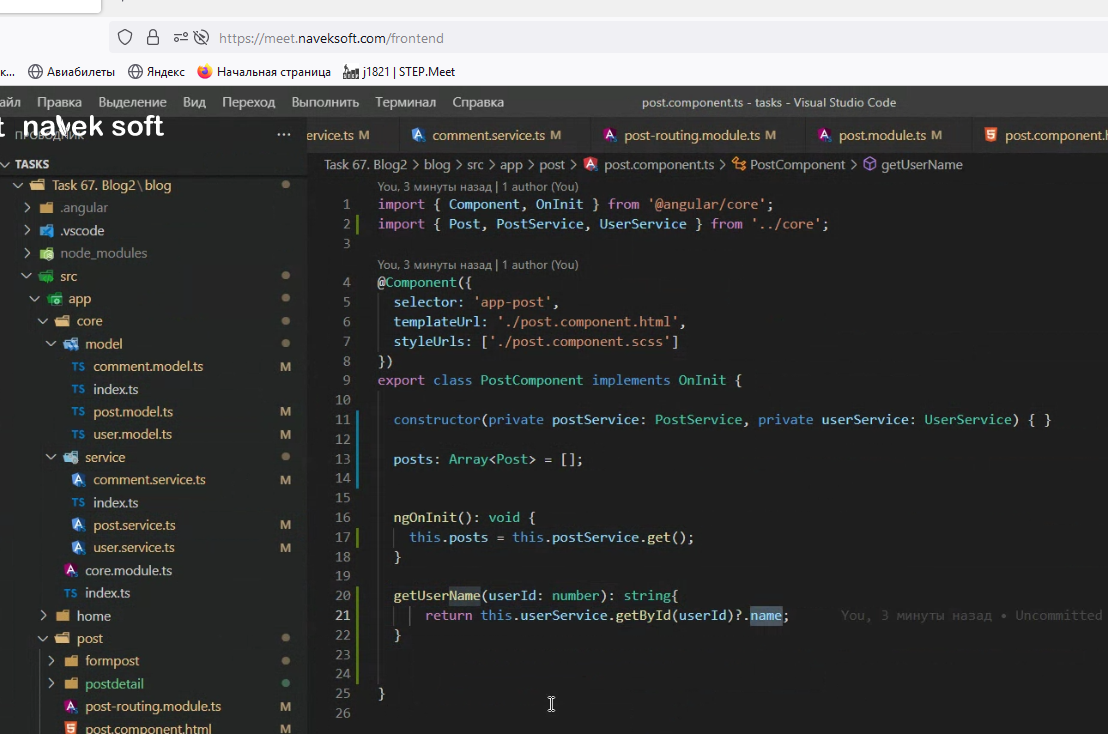 https://meet.naveksoft.com/frontend
к... Авиабилеты Яндекс Начальная страница j1821 | STEP.Meet
айл Правка Выделение Вид Переход Выполнить Терминал Справка post.component.ts - tasks - Visual Studio Code
t navek soft
ПРОВОДНИК ...
ervice.ts M comment.service.ts M post-routing.module.ts M post.module.ts M post.component.h
TASKS
Task 67. Blog2 > blog > src > app > post > post.component.ts > PostComponent > getUserName
Task 67. Blog2\blog
.angular
.vscode
node_modules
src
app
core
model
comment.model.ts M
index.ts
post.model.ts M
user.model.ts M
service
comment.service.ts M
index.ts
post.service.ts M
user.service.ts M
core.module.ts
index.ts
home
post
formpost
postdetail
post-routing.module.ts M
post.component.html M
You, 3 минуты назад | 1 author (You)
1 import { Component, OnInit } from '@angular/core';
2 import { Post, PostService, UserService } from '../core';
3
You, 3 минуты назад | 1 author (You)
4 @Component({
5 selector: 'app-post',
6 templateUrl: './post.component.html',
7 styleUrls: ['./post.component.scss']
8 })
9 export class PostComponent implements OnInit {
10
11 constructor(private postService: PostService, private userService: UserService) { }
12
13 posts: Array<Post> = [];
14
15
16 ngOnInit(): void {
17 this.posts = this.postService.get();
18 }
19
20 getUserName(userId: number): string{
21 return this.userService.getById(userId)?.name; You, 3 минуты назад • Uncommitted
22 }
23
24
25 }
26